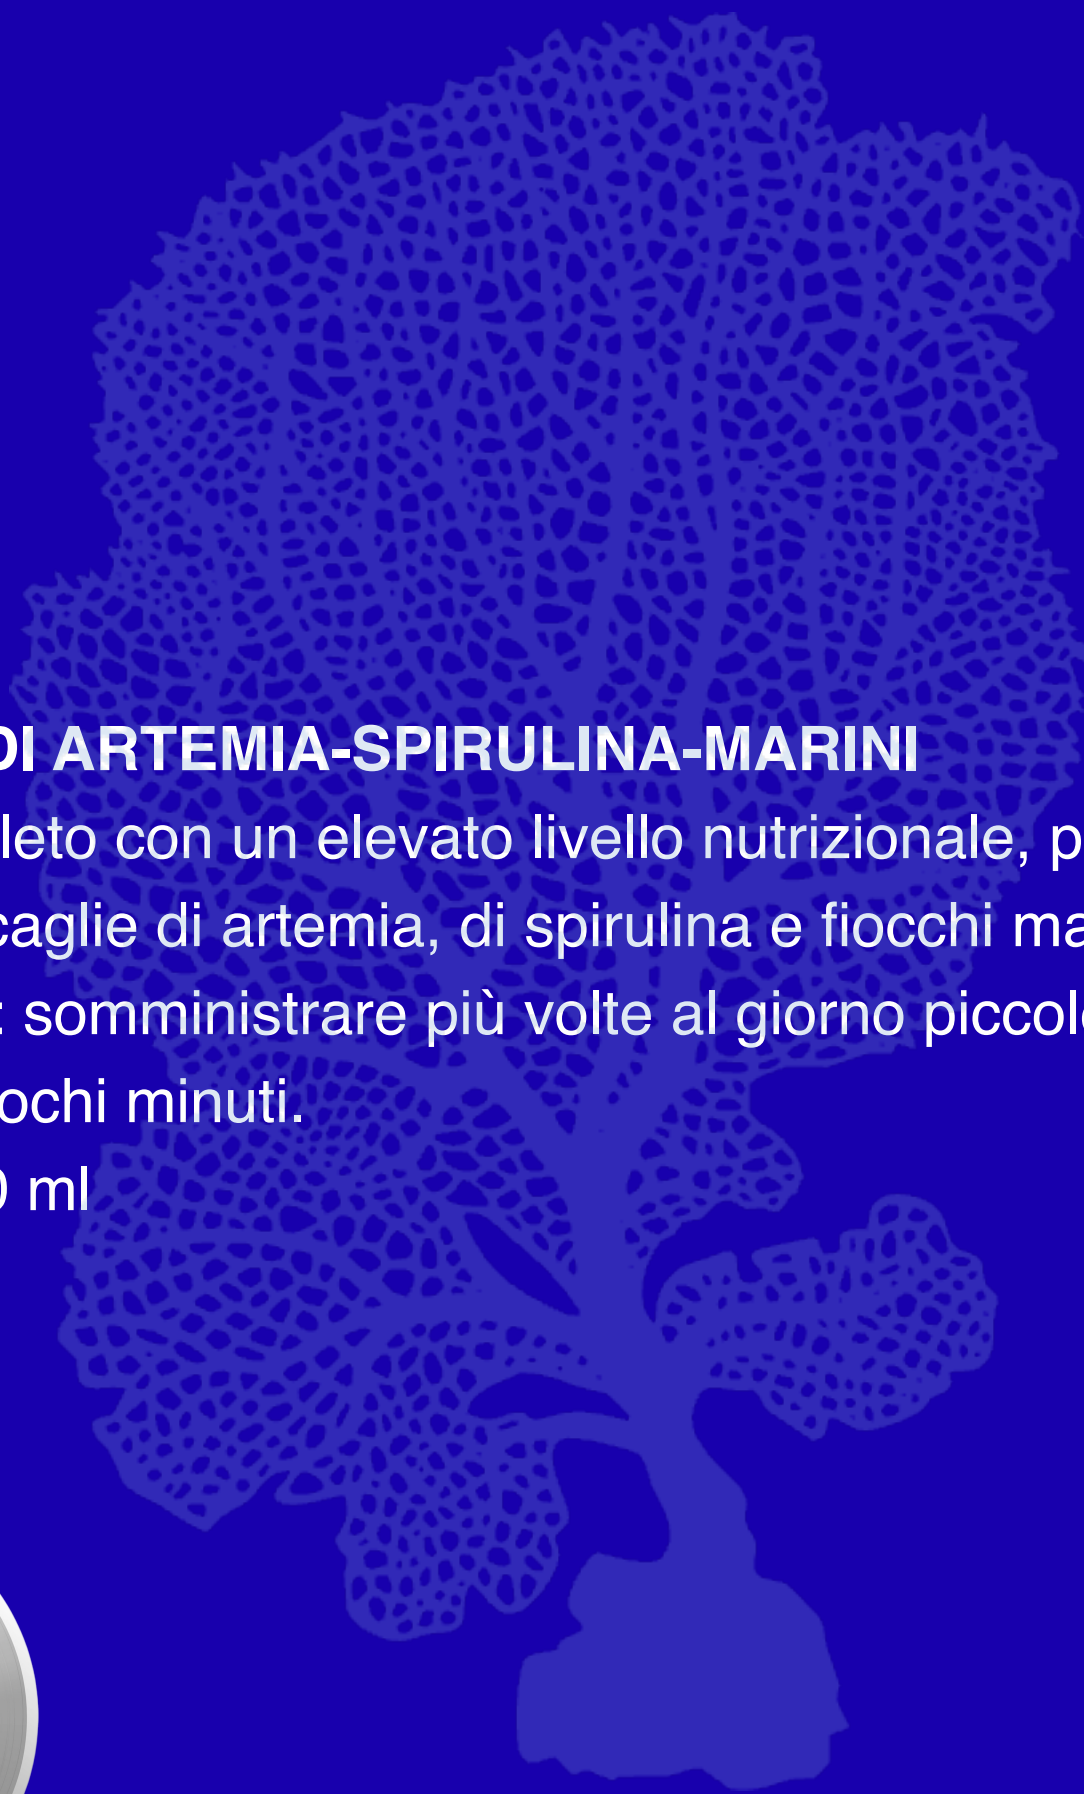 DI ARTEMIA-SPIRULINA-MARINI
leto con un elevato livello nutrizionale, p
caglie di artemia, di spirulina e fiocchi ma
: somministrare più volte al giorno piccol
ochi minuti.
0 ml